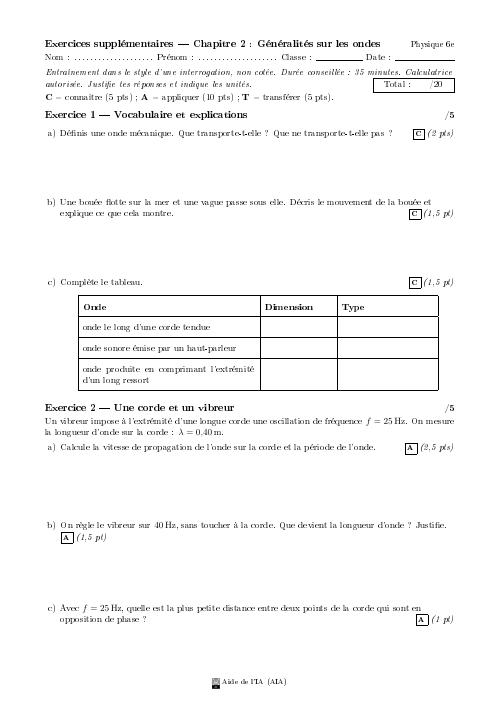 Exercices supplémentaires — Chapitre 2 : Généralités sur les ondes Physique 6e
Nom : .................... Prénom : .................... Classe : ________ Date : __________
Entraînement dans le style d'une interrogation, non cotée. Durée conseillée : 35 minutes. Calculatrice
autorisée. Justifie tes réponses et indique les unités. Total : /20
C = connaître (5 pts) ; A = appliquer (10 pts) ; T = transférer (5 pts).
Exercice 1 — Vocabulaire et explications /5
a) Définis une onde mécanique. Que transporte-t-elle ? Que ne transporte-t-elle pas ? C (2 pts)
b) Une bouée flotte sur la mer et une vague passe sous elle. Décris le mouvement de la bouée et
explique ce que cela montre. C (1,5 pt)
c) Complète le tableau. C (1,5 pt)
Onde Dimension Type
onde le long d'une corde tendue
onde sonore émise par un haut-parleur
onde produite en comprimant l'extrémité
d'un long ressort
Exercice 2 — Une corde et un vibreur /5
Un vibreur impose à l'extrémité d'une longue corde une oscillation de fréquence f = 25 Hz. On mesure
la longueur d'onde sur la corde : λ = 0,40 m.
a) Calcule la vitesse de propagation de l'onde sur la corde et la période de l'onde. A (2,5 pts)
b) On règle le vibreur sur 40 Hz, sans toucher à la corde. Que devient la longueur d'onde ? Justifie.
A (1,5 pt)
c) Avec f = 25 Hz, quelle est la plus petite distance entre deux points de la corde qui sont en
opposition de phase ? A (1 pt)
Aide de l'IA (AIA)